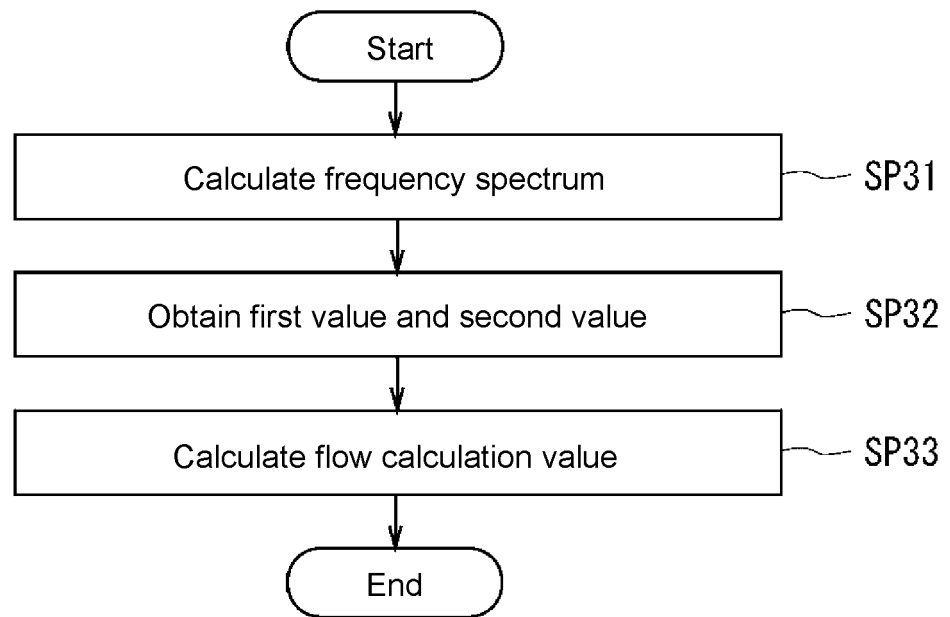 Start
Calculate frequency spectrum
SP31
Obtain first value and second value
SP32
Calculate flow calculation value
SP33
End